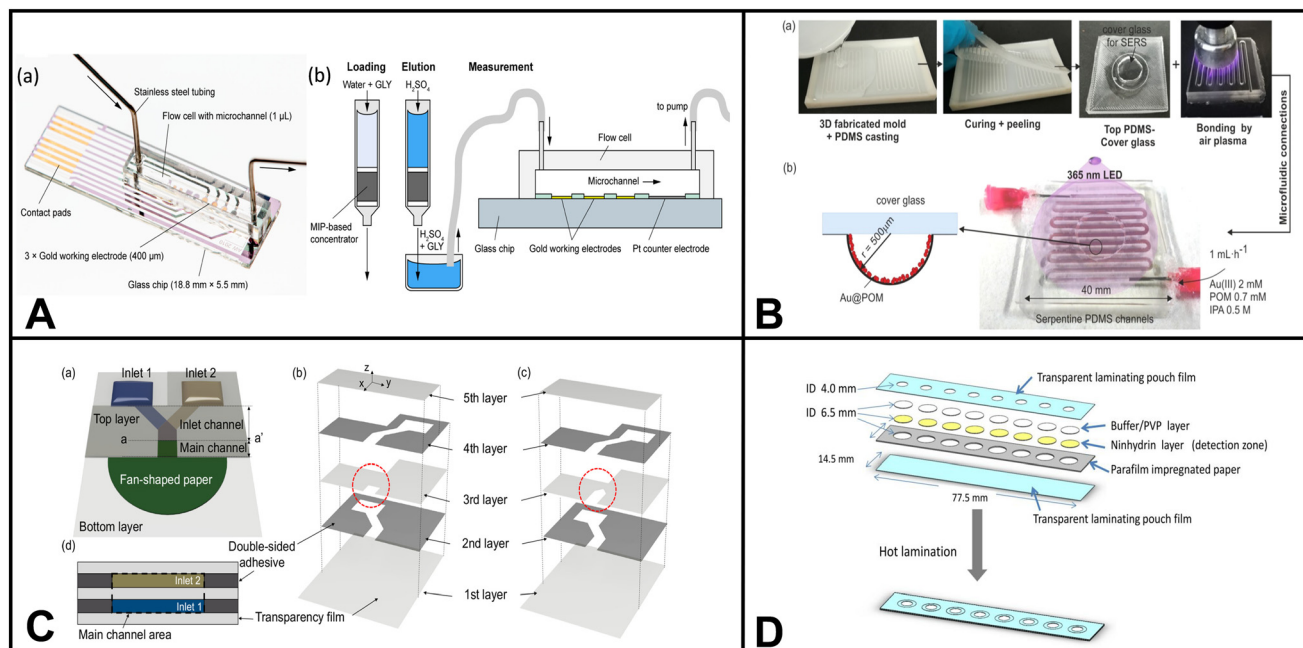 (a)
Stainless steel tubing
Flow cell with microchannel (1 µL)
Contact pads
3 × Gold working electrode (400 µm)
Glass chip (18.8 mm × 5.5 mm)
(b)
Loading
Water + GLY
Elution
H₂SO₄
Measurement
to pump
Flow cell
Microchannel
MIP-based
concentrator
H₂SO₄
+ GLY
Glass chip
Gold working electrodes
Pt counter electrode
A
(a)
cover glass
for SERS
+
3D fabricated mold
+ PDMS casting
Curing + peeling
Top PDMS-
Cover glass
Bonding by
air plasma
Microfluidic connections
(b)
365 nm LED
cover glass
r = 500µm
Au@POM
40 mm
Serpentine PDMS channels
1 mL·h⁻¹
Au(III) 2 mM
POM 0.7 mM
IPA 0.5 M
B
(a)
Inlet 1
Inlet 2
Top layer
Inlet channel
a
a'
Main channel
Fan-shaped paper
Bottom layer
(b)
z
x
y
(c)
5th layer
4th layer
3rd layer
2nd layer
1st layer
(d)
Double-sided
adhesive
Inlet 2
Inlet 1
Transparency film
Main channel area
C
ID 4.0 mm
Transparent laminating pouch film
ID 6.5 mm
Buffer/PVP layer
Ninhydrin layer (detection zone)
Parafilm impregnated paper
14.5 mm
77.5 mm
Transparent laminating pouch film
Hot lamination
D